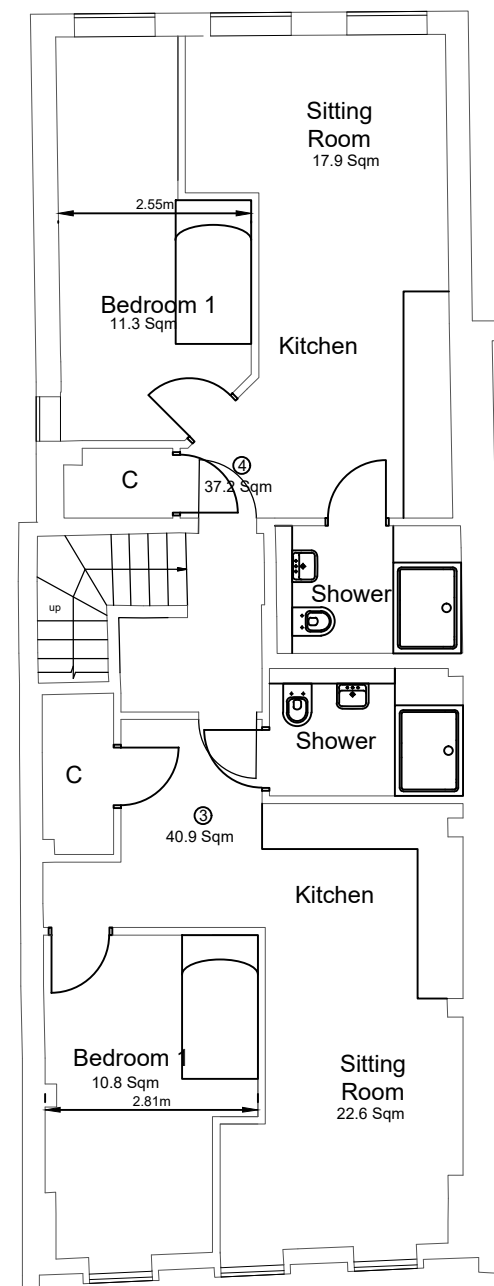 Sitting
Room
17.9 Sqm
2.55m
Bedroom 1
11.3 Sqm
Kitchen
4
37.2 Sqm
C
up
Shower
Shower
C
3
40.9 Sqm
Kitchen
Bedroom 1
10.8 Sqm
2.81m
Sitting
Room
22.6 Sqm